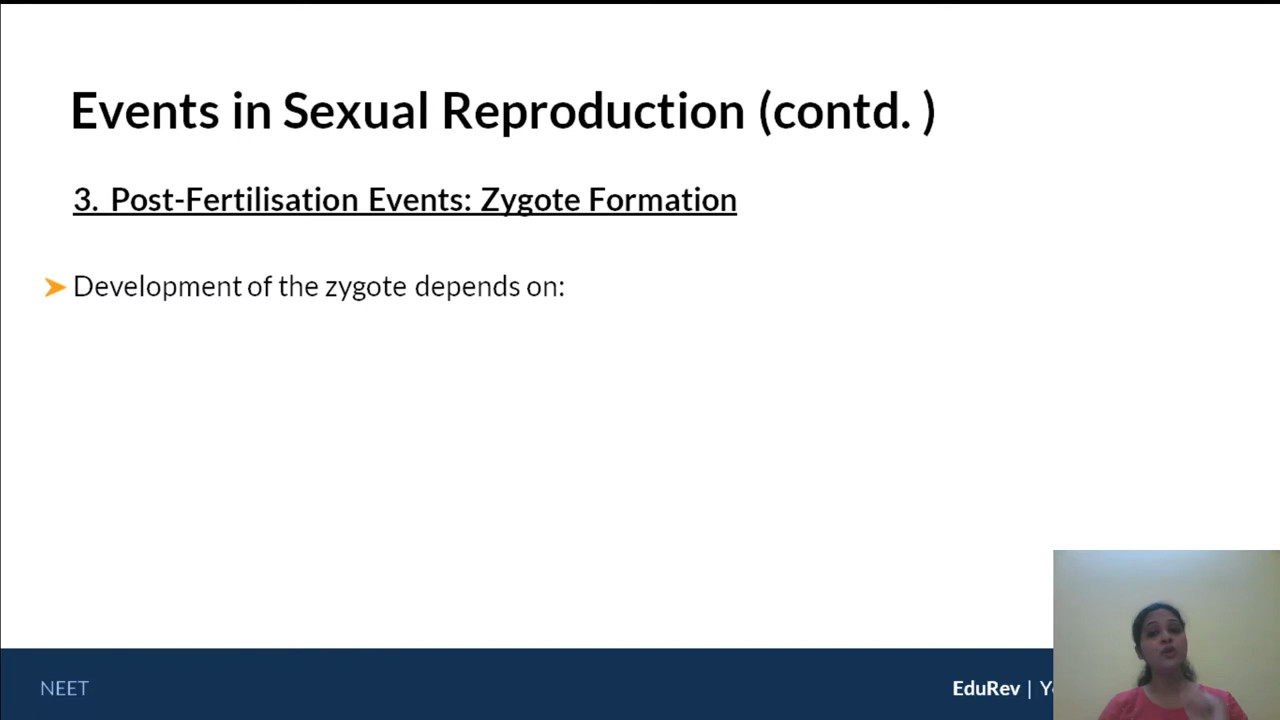 Events in Sexual Reproduction (contd. )
3. Post-Fertilisation Events: Zygote Formation
➤ Development of the zygote depends on:
NEET
EduRev |